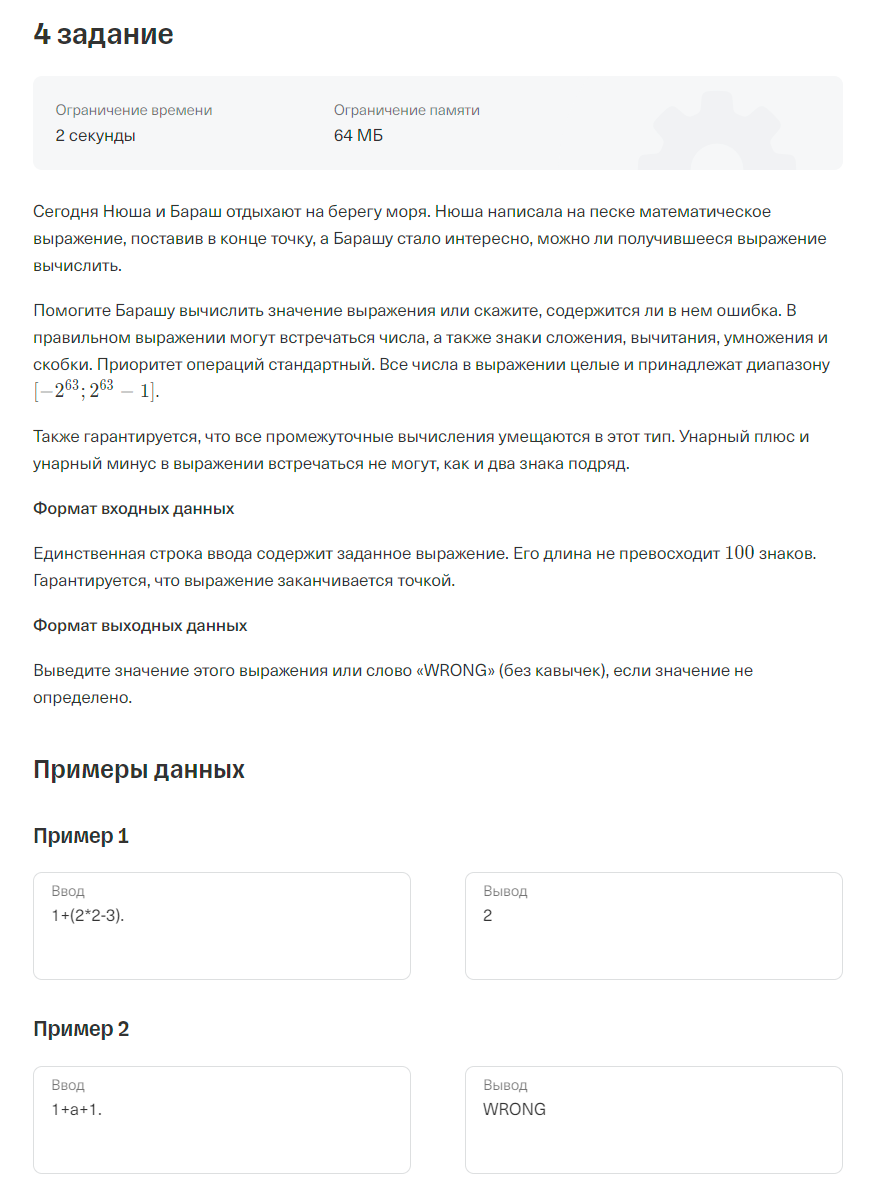 4 задание
Ограничение времени
Ограничение памяти
2 секунды
64 МБ
Сегодня Нюша и Бараш отдыхают на берегу моря. Нюша написала на песке математическое
выражение, поставив в конце точку, а Барашу стало интересно, можно ли получившееся выражение
вычислить.
Помогите Барашу вычислить значение выражения или скажите, содержится ли в нем ошибка. В
правильном выражении могут встречаться числа, а также знаки сложения, вычитания, умножения и
скобки. Приоритет операций стандартный. Все числа в выражении целые и принадлежат диапазону
[−2^63; 2^63 − 1].
Также гарантируется, что все промежуточные вычисления умещаются в этот тип. Унарный плюс и
унарный минус в выражении встречаться не могут, как и два знака подряд.
Формат входных данных
Единственная строка ввода содержит заданное выражение. Его длина не превосходит 100 знаков.
Гарантируется, что выражение заканчивается точкой.
Формат выходных данных
Выведите значение этого выражения или слово «WRONG» (без кавычек), если значение не
определено.
Примеры данных
Пример 1
Ввод
1+(2*2-3).
Вывод
2
Пример 2
Ввод
1+a+1.
Вывод
WRONG